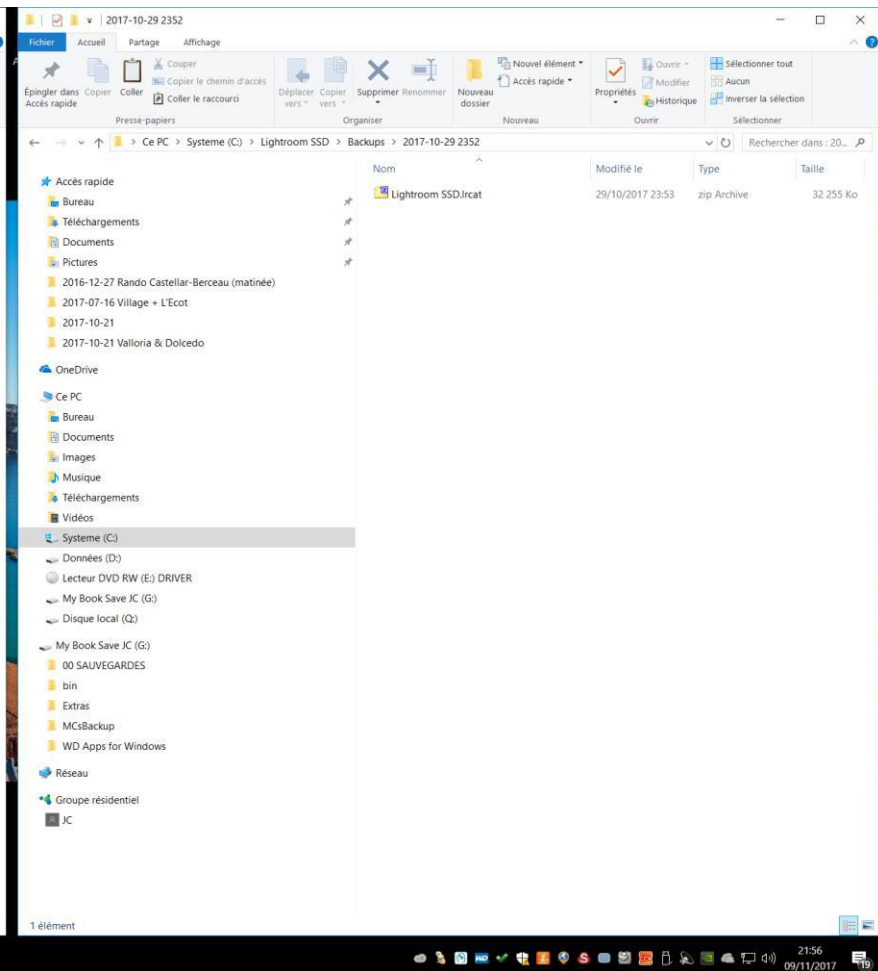 2017-10-29 2352
Fichier Accueil Partage Affichage
Épingler dans Accès rapide
Copier
Coller
Couper
Copier le chemin d'accès
Coller le raccourci
Presse-papiers
Déplacer vers
Copier vers
Supprimer
Renommer
Organiser
Nouveau dossier
Nouvel élément
Accès rapide
Nouveau
Propriétés
Ouvrir
Modifier
Historique
Ouvrir
Sélectionner tout
Aucun
Inverser la sélection
Sélectionner
> Ce PC > Systeme (C:) > Lightroom SSD > Backups > 2017-10-29 2352
Rechercher dans : 20...
Nom Modifié le Type Taille
Lightroom SSD.lrcat 29/10/2017 23:53 zip Archive 32 255 Ko
Accès rapide
Bureau
Téléchargements
Documents
Pictures
2016-12-27 Rando Castellar-Berceau (matinée)
2017-07-16 Village + L'Ecot
2017-10-21
2017-10-21 Valloria & Dolcedo
OneDrive
Ce PC
Bureau
Documents
Images
Musique
Téléchargements
Vidéos
Systeme (C:)
Données (D:)
Lecteur DVD RW (E:) DRIVER
My Book Save JC (G:)
Disque local (Q:)
My Book Save JC (G:)
00 SAUVEGARDES
bin
Extras
MCsBackup
WD Apps for Windows
Réseau
Groupe résidentiel
JC
1 élément
21:56
09/11/2017
19